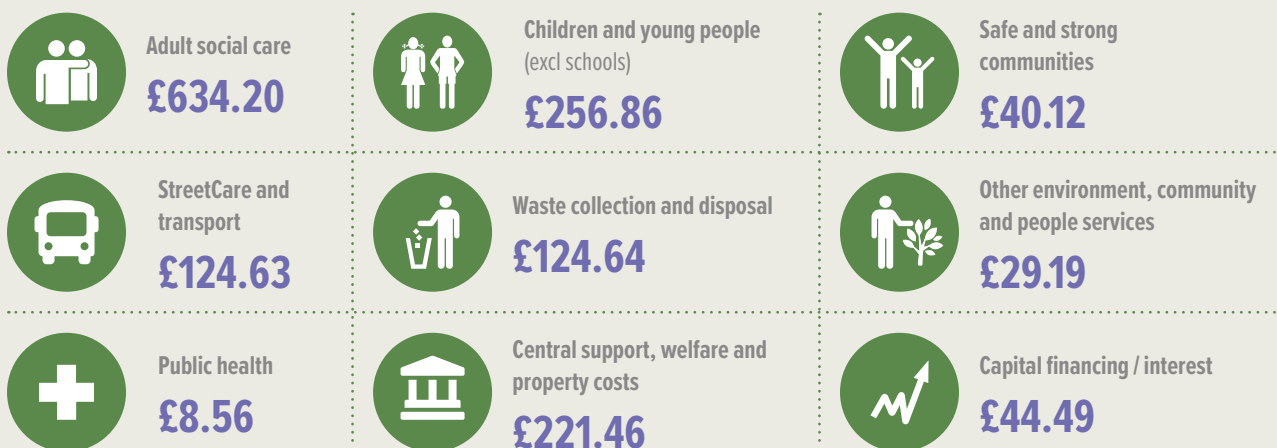 Adult social care
£634.20
Children and young people
(excl schools)
£256.86
Safe and strong
communities
£40.12
StreetCare and
transport
£124.63
Waste collection and disposal
£124.64
Other environment, community
and people services
£29.19
Public health
£8.56
Central support, welfare and
property costs
£221.46
Capital financing / interest
£44.49